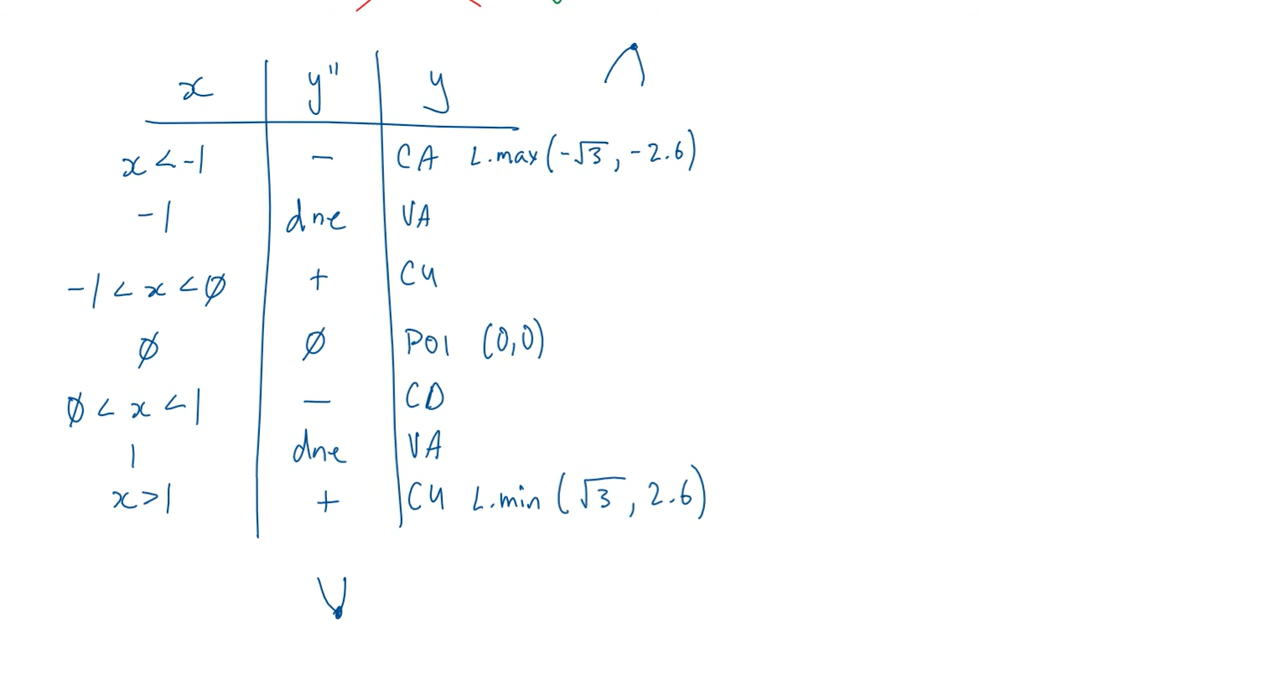 x y" y
x < -1 − CA L.max (-√3, -2.6)
-1 dne VA
-1 < x < ∅ + CU
∅ ∅ POI (0,0)
∅ < x < 1 − CD
1 dne VA
x > 1 + CU L.min (√3, 2.6)